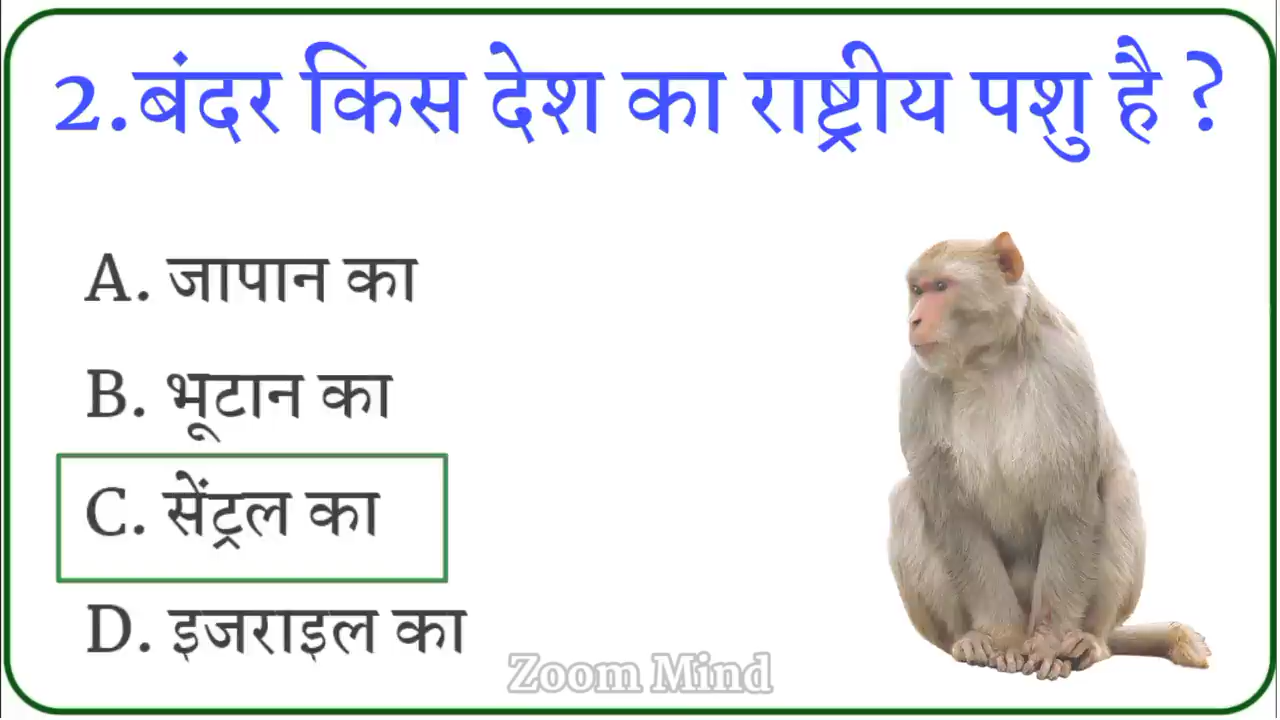 2.बंदर किस देश का राष्ट्रीय पशु है ?
A. जापान का
B. भूटान का
C. सेंट्रल का
D. इजराइल का
Zoom Mind